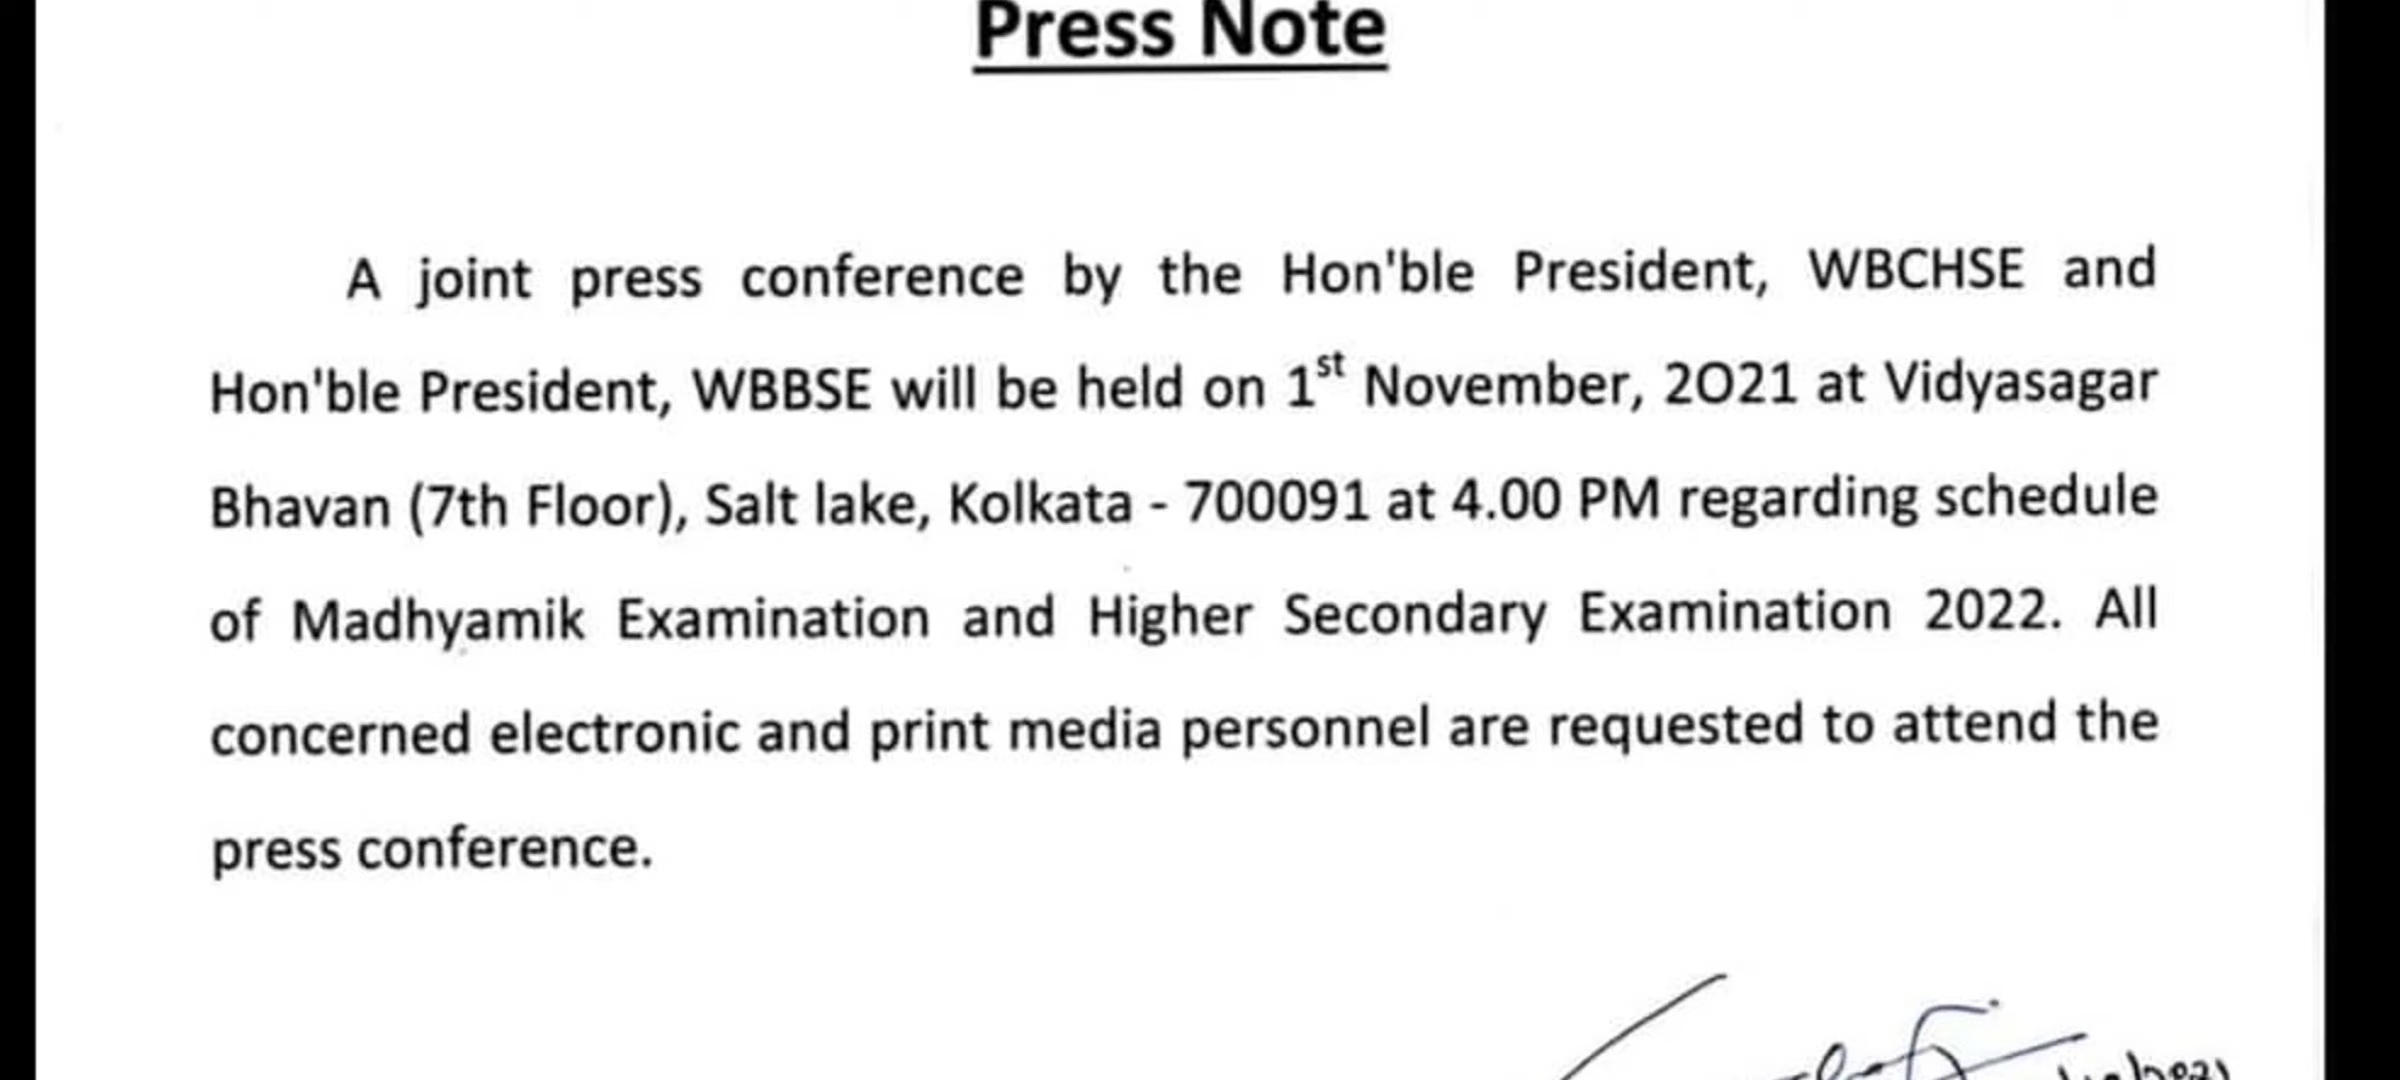 Press Note
A joint press conference by the Hon'ble President, WBCHSE and
Hon'ble President, WBBSE will be held on 1st November, 2O21 at Vidyasagar
Bhavan (7th Floor), Salt lake, Kolkata - 700091 at 4.00 PM regarding schedule
of Madhyamik Examination and Higher Secondary Examination 2022. All
concerned electronic and print media personnel are requested to attend the
press conference.